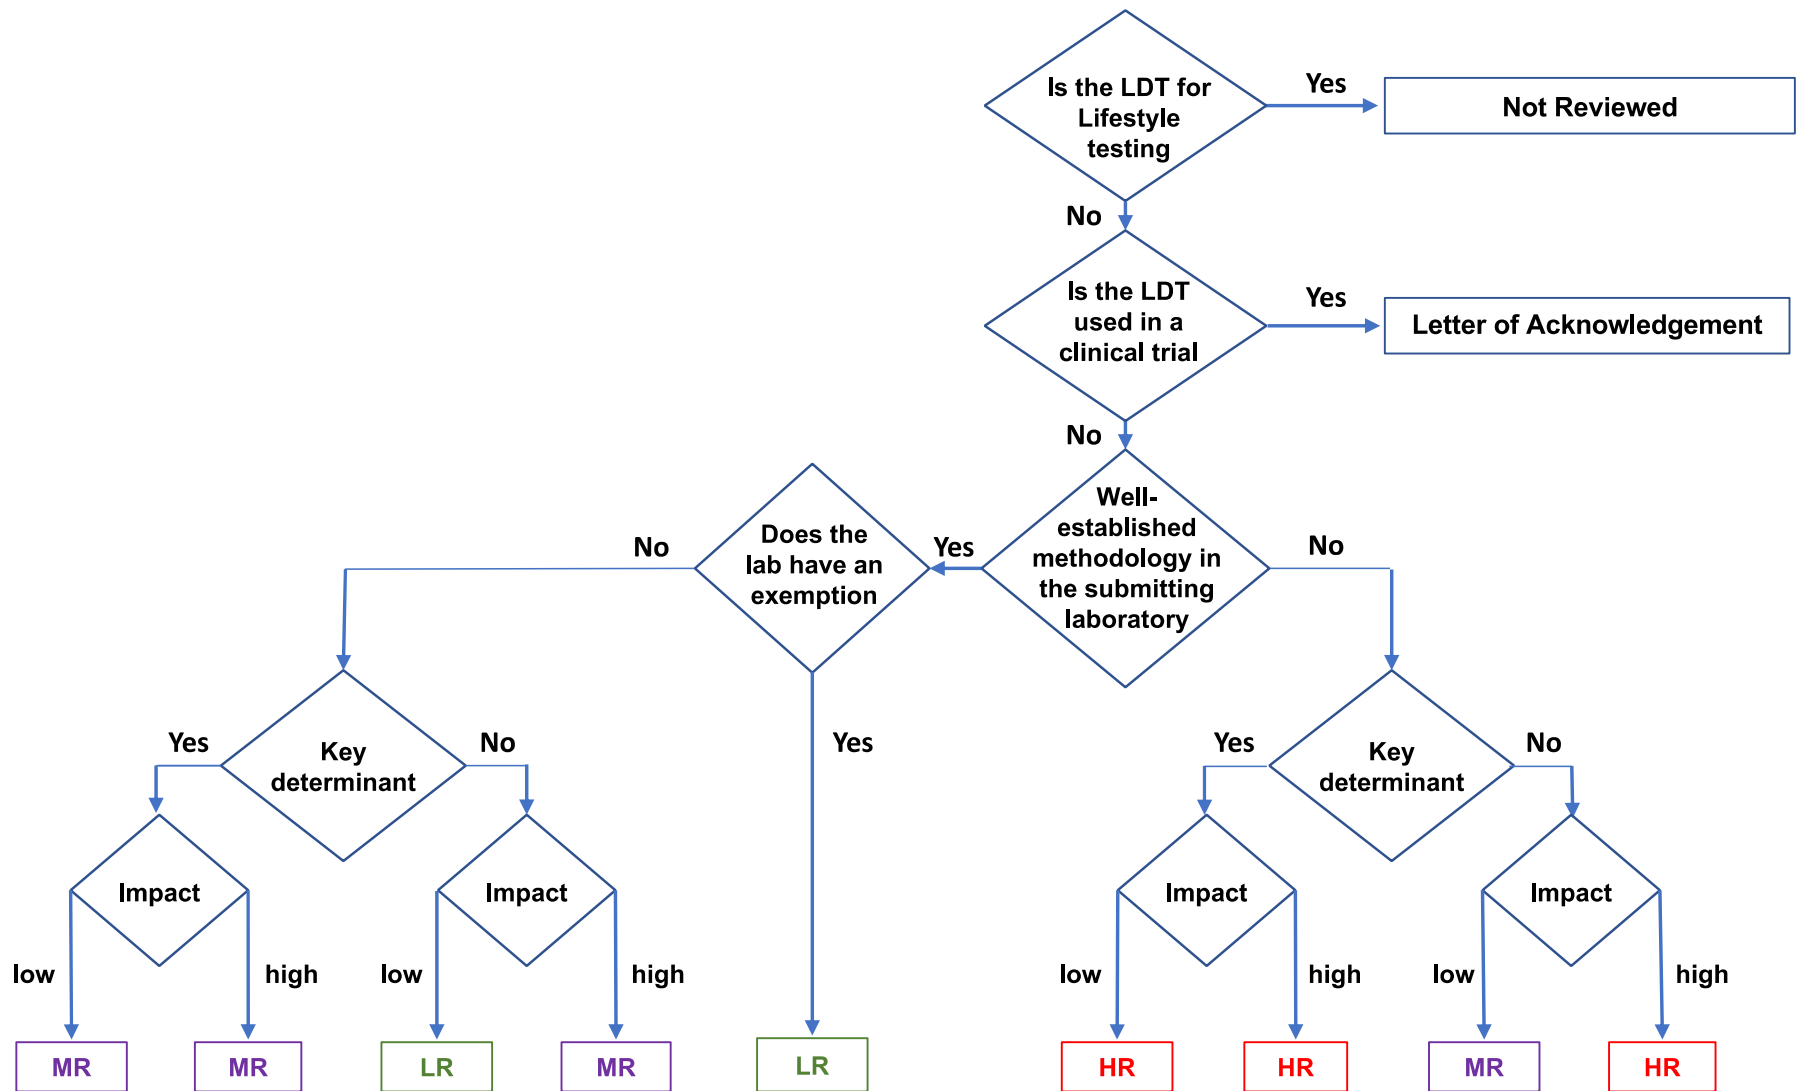 Is the LDT for
Lifestyle
testing
Yes
Not Reviewed
No
Is the LDT
used in a
clinical trial
Yes
Letter of Acknowledgement
No
Well-
established
methodology in
the submitting
laboratory
Yes
No
Does the
lab have an
exemption
No
Yes
Key
determinant
Yes
No
Key
determinant
Yes
No
Impact
Impact
Impact
Impact
low
high
low
high
low
high
low
high
MR
MR
LR
MR
LR
HR
HR
MR
HR